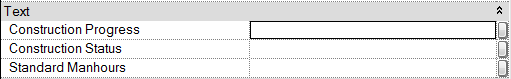 Text
Construction Progress
Construction Status
Standard Manhours